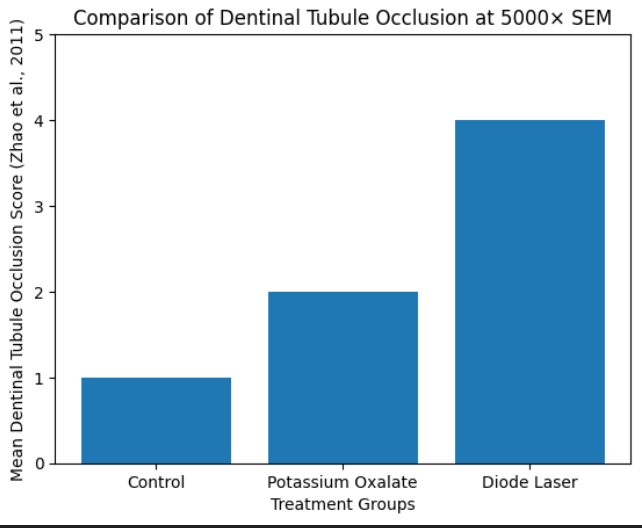 Comparison of Dentinal Tubule Occlusion at 5000× SEM
Mean Dentinal Tubule Occlusion Score (Zhao et al., 2011)
5
4
3
2
1
0
Control Potassium Oxalate Diode Laser
Treatment Groups